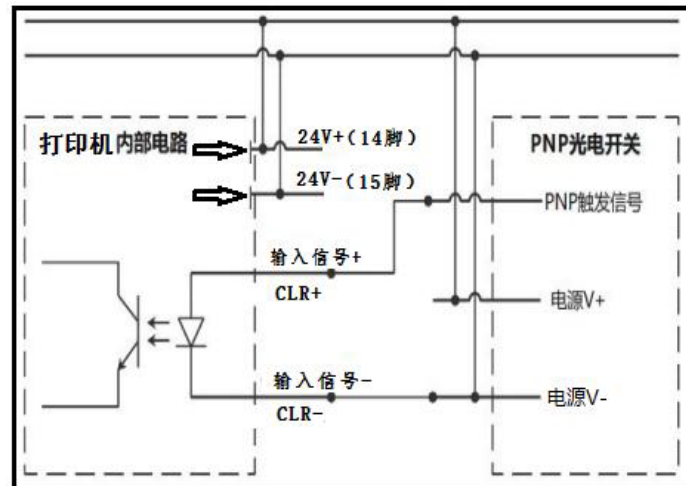 24V+(14脚)
打印机内部电路
PNP光电开关
24V-(15脚)
PNP触发信号
输入信号+
CLR+
电源V+
输入信号-
CLR-
电源V-